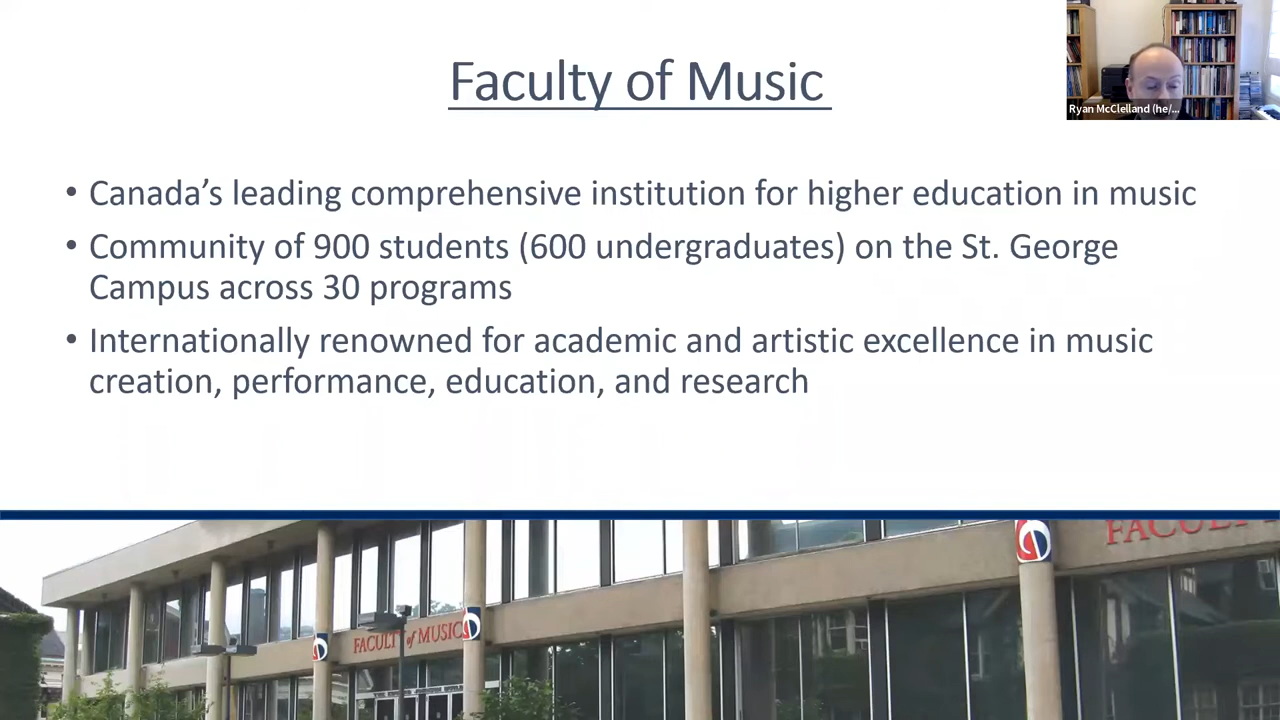 Faculty of Music
Ryan McClelland (he/...
• Canada's leading comprehensive institution for higher education in music
• Community of 900 students (600 undergraduates) on the St. George
Campus across 30 programs
• Internationally renowned for academic and artistic excellence in music
creation, performance, education, and research
FACULTY of MUSIC